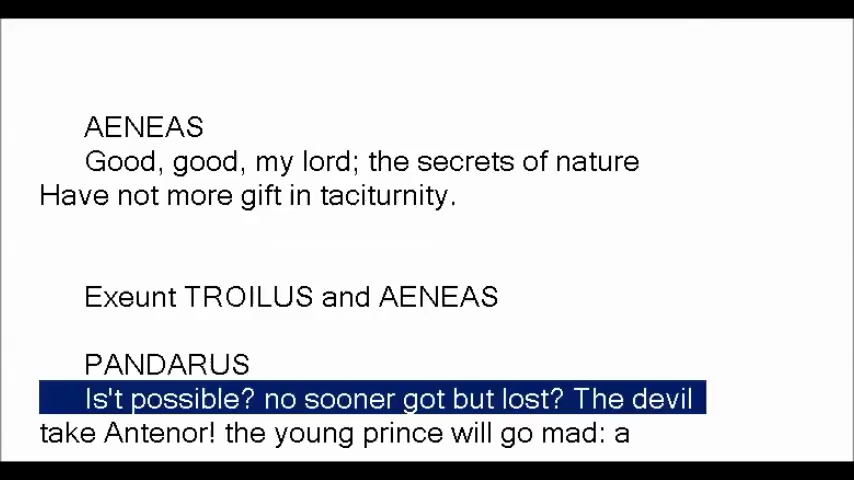 AENEAS
Good, good, my lord; the secrets of nature
Have not more gift in taciturnity.
Exeunt TROILUS and AENEAS
PANDARUS
Is't possible? no sooner got but lost? The devil
take Antenor! the young prince will go mad: a